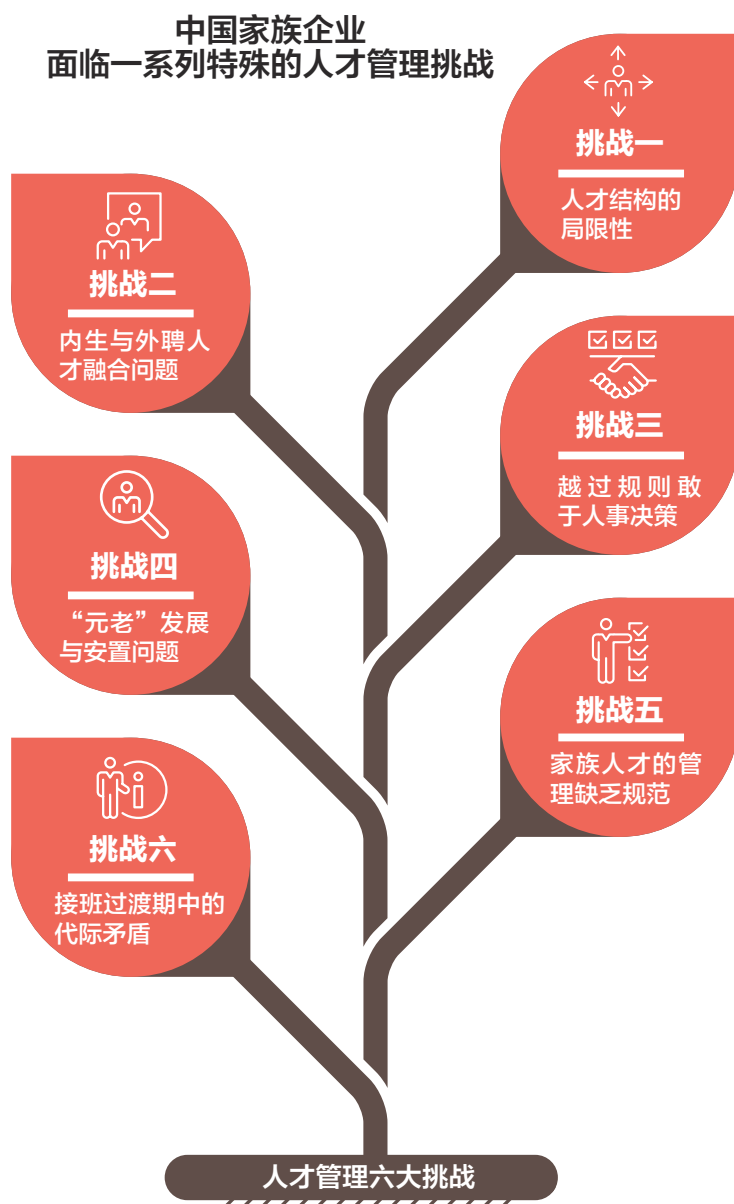 中国家族企业
面临一系列特殊的人才管理挑战
挑战一
人才结构的
局限性
挑战二
内生与外聘人
才融合问题
挑战三
越过规则敢
于人事决策
挑战四
“元老”发展
与安置问题
挑战五
家族人才的管
理缺乏规范
挑战六
接班过渡期中的
代际矛盾
人才管理六大挑战